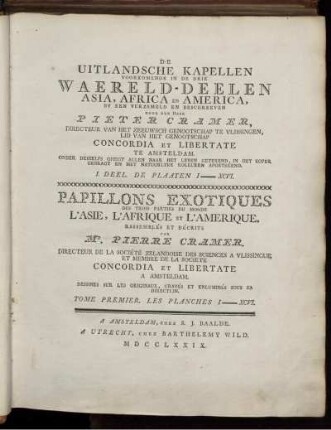 DE
UITLANDSCHE KAPELLEN
VOORKOMENDE IN DE DRIE
WAERELD-DEELEN
ASIA, AFRICA EN AMERICA,
BY EEN VERZAMELD EN BESCHREEVEN
DOOR DEN HEER
PIETER CRAMER,
DIRECTEUR VAN HET ZEEUWSCH GENOOTSCHAP TE VLISSINGEN,
LID VAN HET GENOOTSCHAP
CONCORDIA ET LIBERTATE
TE AMSTELDAM.
ONDER DESZELFS OPZIGT ALLEN NAAR HET LEVEN GETEKEND, IN HET KOPER
GEBRAGT EN MET NATUURLYKE KOLEUREN AFGETEKEND.
I. DEEL. DE PLAATEN I——XCVI.
PAPILLONS EXOTIQUES
DES TROIS PARTIES DU MONDE
L'ASIE, L'AFRIQUE ET L'AMERIQUE.
RASSEMBLÉS ET DÉCRITS
PAR
Mr. PIERRE CRAMER,
DIRECTEUR DE LA SOCIÉTÉ ZELANDOISE DES SCIENCES A VLISSINGUE
ET MEMBRE DE LA SOCIÉTÉ
CONCORDIA ET LIBERTATE
A AMSTELDAM.
DESSINÉS SUR LES ORIGINAUX, GRAVÉS ET ENLUMINÉS SOUS SA
DIRECTION.
TOME PREMIER. LES PLANCHES I——XCVI.
A AMSTELDAM, CHEZ S. J. BAALDE.
A UTRECHT, CHEZ BARTHELEMY WILD.
MDCCLXXIX.